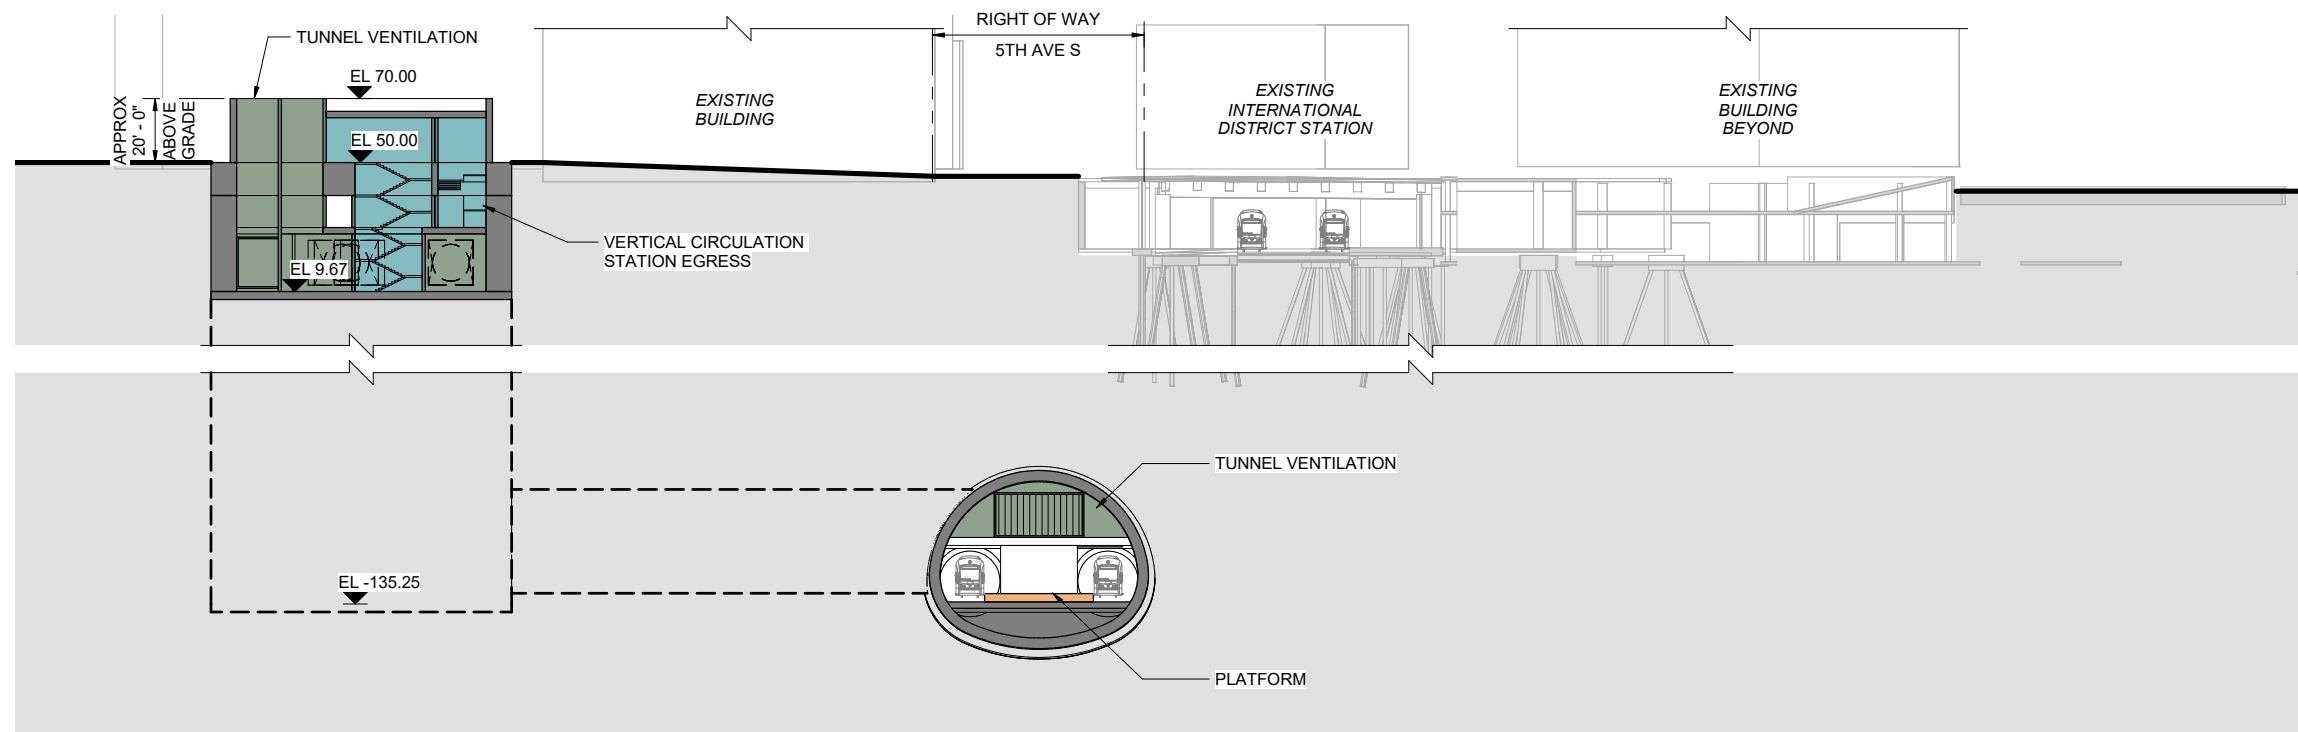 RIGHT OF WAY
5TH AVE S
TUNNEL VENTILATION
EL 70.00
APPROX
20' - 0"
ABOVE
GRADE
EL 50.00
EXISTING
BUILDING
EXISTING
INTERNATIONAL
DISTRICT STATION
EXISTING
BUILDING
BEYOND
VERTICAL CIRCULATION
STATION EGRESS
EL 9.67
TUNNEL VENTILATION
EL -135.25
PLATFORM